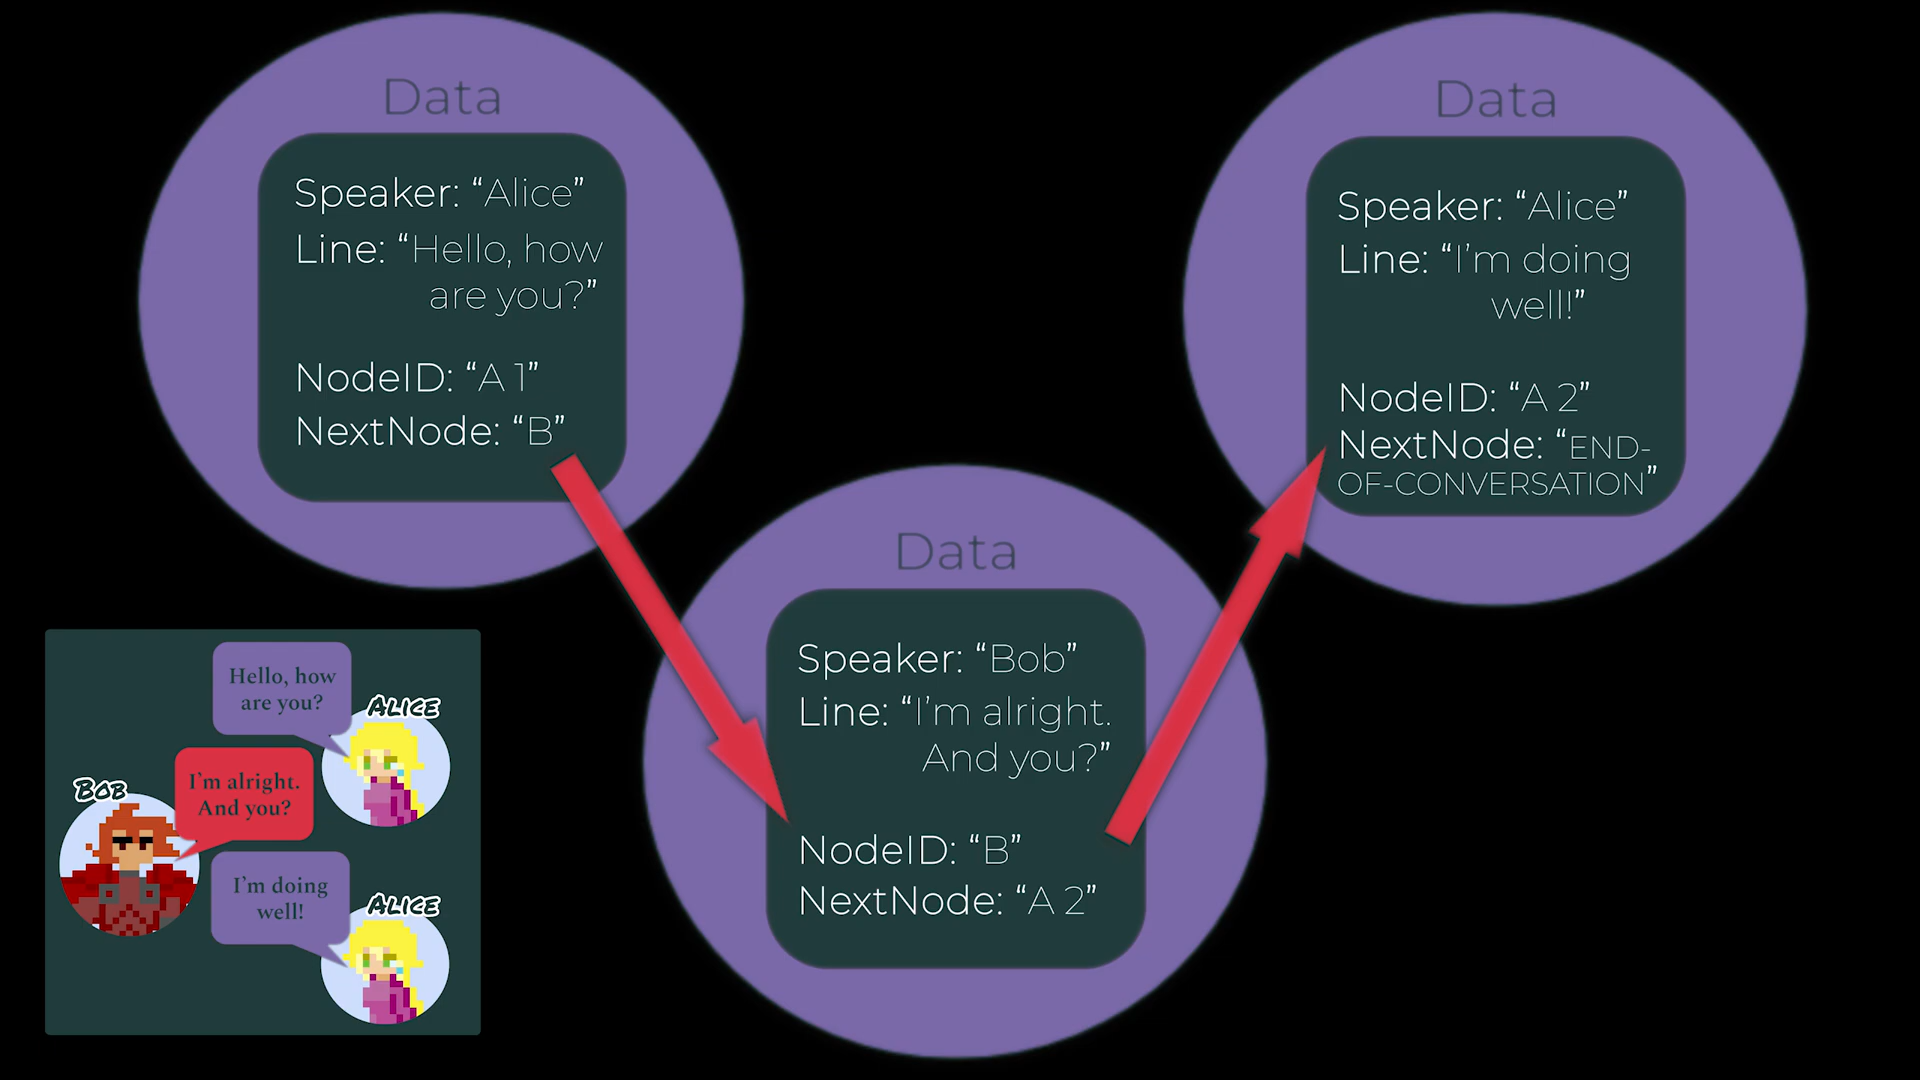 Data
Speaker: “Alice”
Line: “Hello, how
are you?”
NodeID: “A 1”
NextNode: “B”
Data
Speaker: “Bob”
Line: “I’m alright.
And you?”
NodeID: “B”
NextNode: “A 2”
Data
Speaker: “Alice”
Line: “I’m doing
well!”
NodeID: “A 2”
NextNode: “END-
OF-CONVERSATION”
Hello, how
are you?
ALICE
BOB
I’m alright.
And you?
I’m doing
well!
ALICE